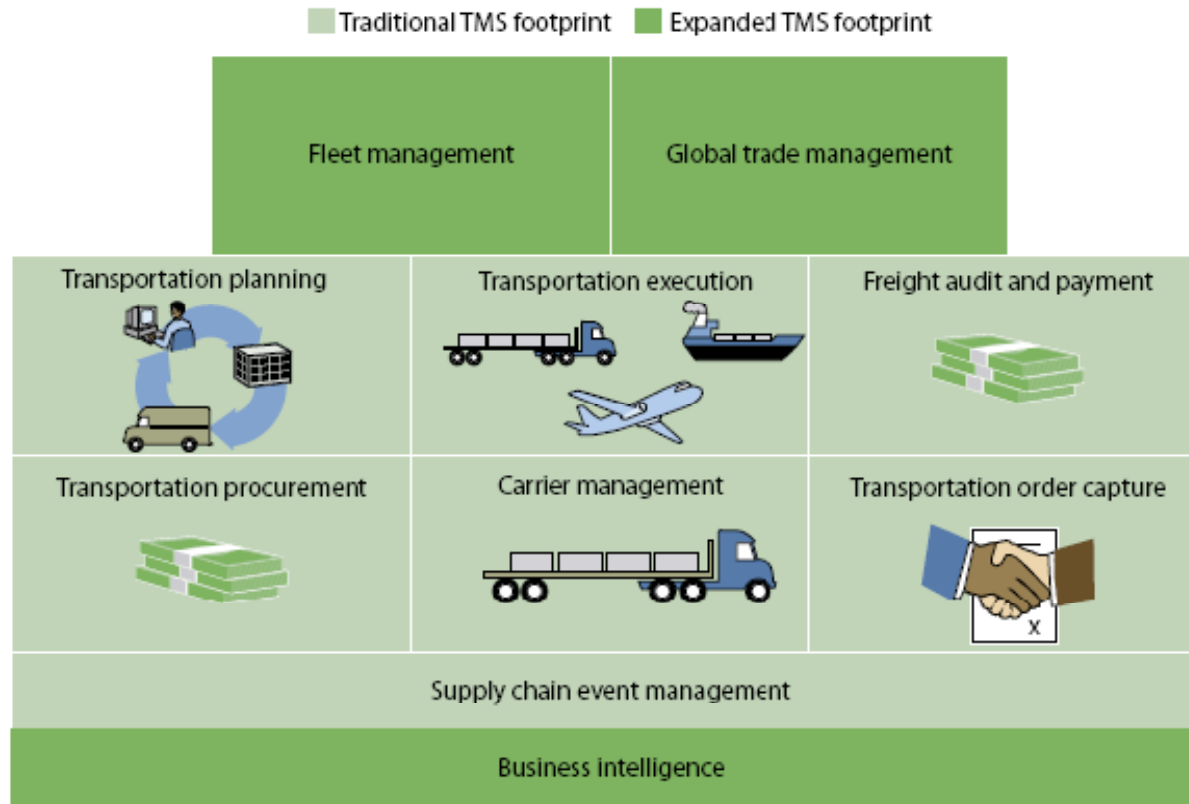 Traditional TMS footprint Expanded TMS footprint
Fleet management Global trade management
Transportation planning Transportation execution Freight audit and payment
Transportation procurement Carrier management Transportation order capture
X
Supply chain event management
Business intelligence